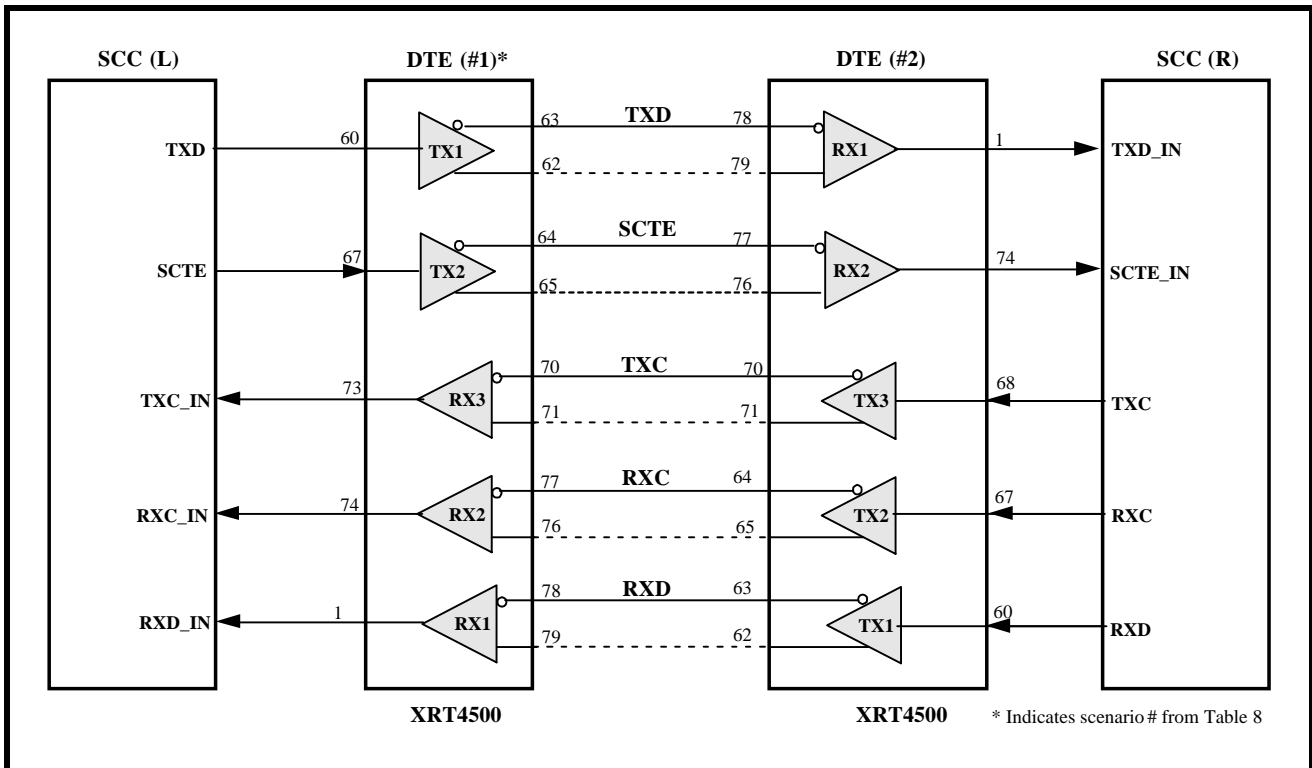 SCC (L) DTE (#1)* DTE (#2) SCC (R)
63 TXD 78
TXD 60 TX1 RX1 1 TXD_IN
62 79
64 SCTE 77
SCTE 67 TX2 RX2 74 SCTE_IN
65 76
70 TXC 70
TXC_IN 73 RX3 TX3 68 TXC
71 71
77 RXC 64
RXC_IN 74 RX2 TX2 67 RXC
76 65
78 RXD 63
RXD_IN 1 RX1 TX1 60 RXD
79 62
XRT4500 XRT4500 * Indicates scenario # from Table 8